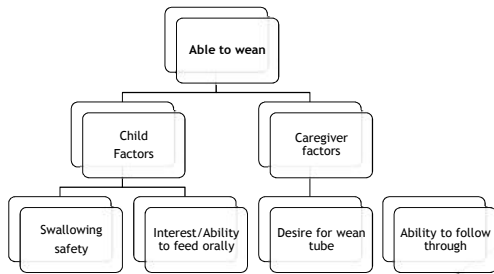 Able to wean
Child
Factors
Caregiver
factors
Swallowing
safety
Interest/Ability
to feed orally
Desire for wean
tube
Ability to follow
through